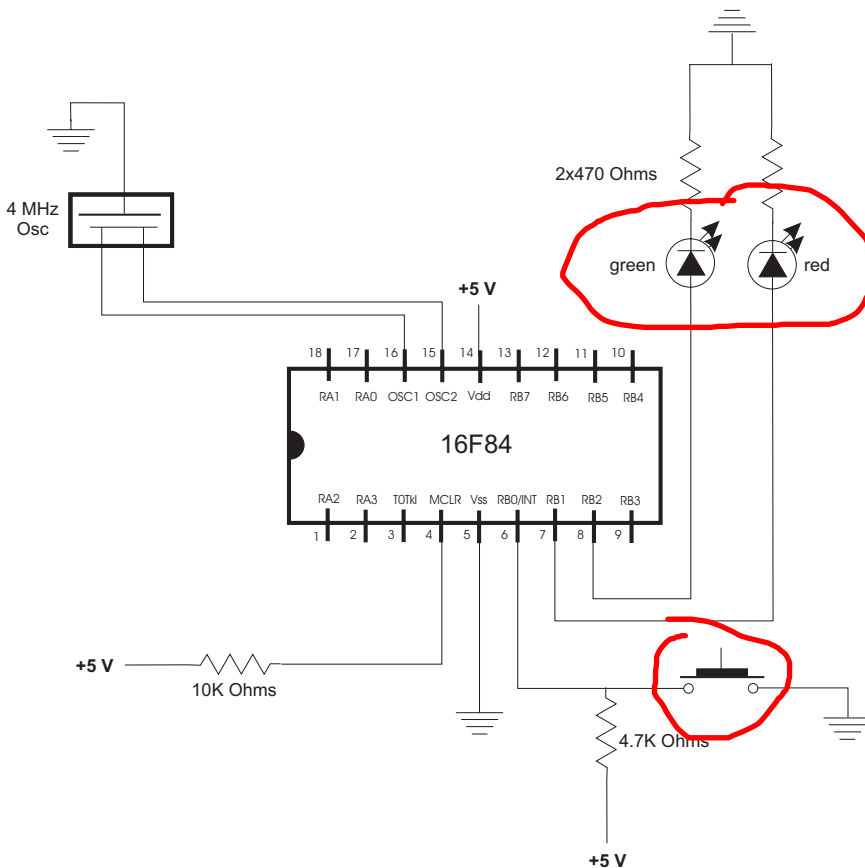 2x470 Ohms
4 MHz
Osc
green
red
+5 V
18 17 16 15 14 13 12 11 10
RA1 RA0 OSC1 OSC2 Vdd RB7 RB6 RB5 RB4
16F84
RA2 RA3 T0Tkl MCLR Vss RB0/INT RB1 RB2 RB3
1 2 3 4 5 6 7 8 9
+5 V
10K Ohms
4.7K Ohms
+5 V